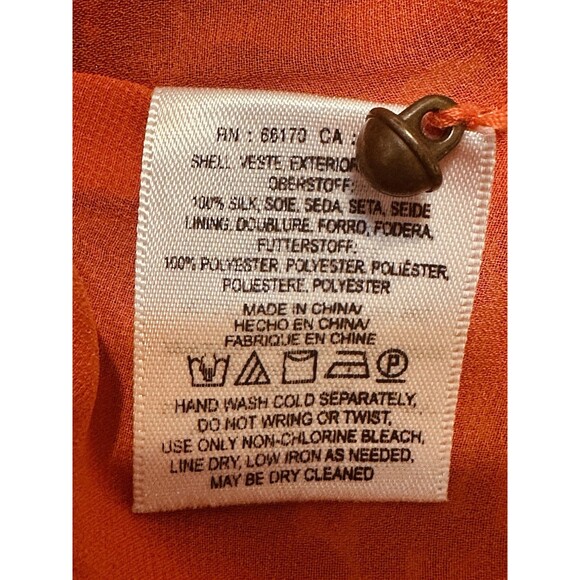 RN : 66170 CA :
SHELL, VESTE, EXTERIOR,
OBERSTOFF:
100% SILK, SOIE, SEDA, SETA, SEIDE
LINING, DOUBLURE, FORRO, FODERA,
FUTTERSTOFF:
100% POLYESTER, POLYESTER, POLIÉSTER,
POLIESTERE, POLYESTER
MADE IN CHINA/
HECHO EN CHINA/
FABRIQUE EN CHINE
P
HAND WASH COLD SEPARATELY,
DO NOT WRING OR TWIST,
USE ONLY NON-CHLORINE BLEACH,
LINE DRY, LOW IRON AS NEEDED,
MAY BE DRY CLEANED